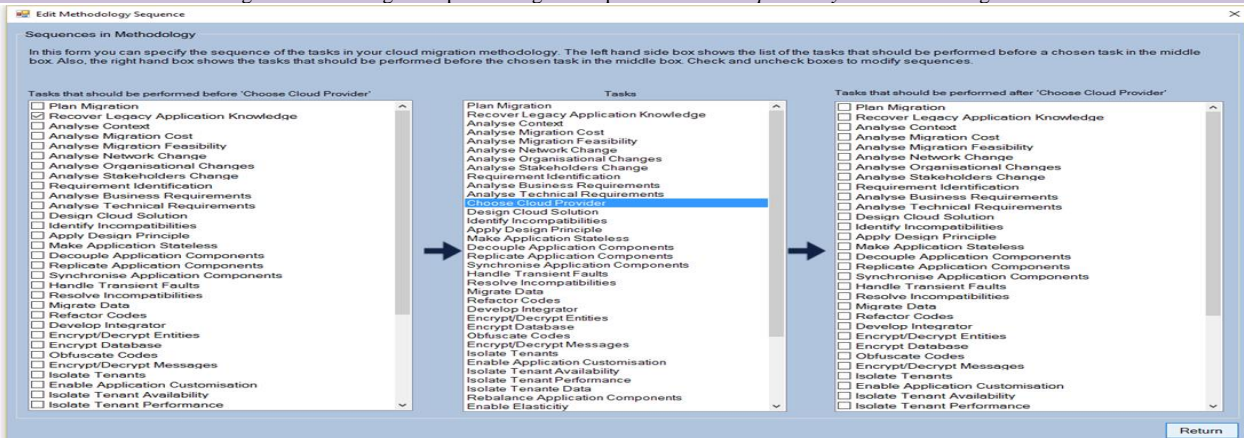 Edit Methodology Sequence
Sequences in Methodology
In this form you can specify the sequence of the tasks in your cloud migration methodology. The left hand side box shows the list of the tasks that should be performed before a chosen task in the middle
box. Also, the right hand box shows the tasks that should be performed before the chosen task in the middle box. Check and uncheck boxes to modify sequences.
Tasks that should be performed before 'Choose Cloud Provider'
Plan Migration
Recover Legacy Application Knowledge
Analyse Context
Analyse Migration Cost
Analyse Migration Feasibility
Analyse Network Change
Analyse Organisational Changes
Analyse Stakeholders Change
Requirement Identification
Analyse Business Requirements
Analyse Technical Requirements
Design Cloud Solution
Identify Incompatibilities
Apply Design Principle
Make Application Stateless
Decouple Application Components
Replicate Application Components
Synchronise Application Components
Handle Transient Faults
Resolve Incompatibilities
Migrate Data
Refactor Codes
Develop Integrator
Encrypt/Decrypt Entities
Encrypt Database
Obfuscate Codes
Encrypt/Decrypt Messages
Isolate Tenants
Enable Application Customisation
Isolate Tenant Availability
Isolate Tenant Performance
Tasks
Plan Migration
Recover Legacy Application Knowledge
Analyse Context
Analyse Migration Cost
Analyse Migration Feasibility
Analyse Network Change
Analyse Organisational Changes
Analyse Stakeholders Change
Requirement Identification
Analyse Business Requirements
Analyse Technical Requirements
Choose Cloud Provider
Design Cloud Solution
Identify Incompatibilities
Apply Design Principle
Make Application Stateless
Decouple Application Components
Replicate Application Components
Synchronise Application Components
Handle Transient Faults
Resolve Incompatibilities
Migrate Data
Refactor Codes
Develop Integrator
Encrypt/Decrypt Entities
Encrypt Database
Obfuscate Codes
Encrypt/Decrypt Messages
Isolate Tenants
Enable Application Customisation
Isolate Tenant Availability
Isolate Tenant Performance
Isolate Tenante Data
Rebalance Application Components
Enable Elasticitiy
Tasks that should be performed after 'Choose Cloud Provider'
Plan Migration
Recover Legacy Application Knowledge
Analyse Context
Analyse Migration Cost
Analyse Migration Feasibility
Analyse Network Change
Analyse Organisational Changes
Analyse Stakeholders Change
Requirement Identification
Analyse Business Requirements
Analyse Technical Requirements
Design Cloud Solution
Identify Incompatibilities
Apply Design Principle
Make Application Stateless
Decouple Application Components
Replicate Application Components
Synchronise Application Components
Handle Transient Faults
Resolve Incompatibilities
Migrate Data
Refactor Codes
Develop Integrator
Encrypt/Decrypt Entities
Encrypt Database
Obfuscate Codes
Encrypt/Decrypt Messages
Isolate Tenants
Enable Application Customisation
Isolate Tenant Availability
Isolate Tenant Performance
Return